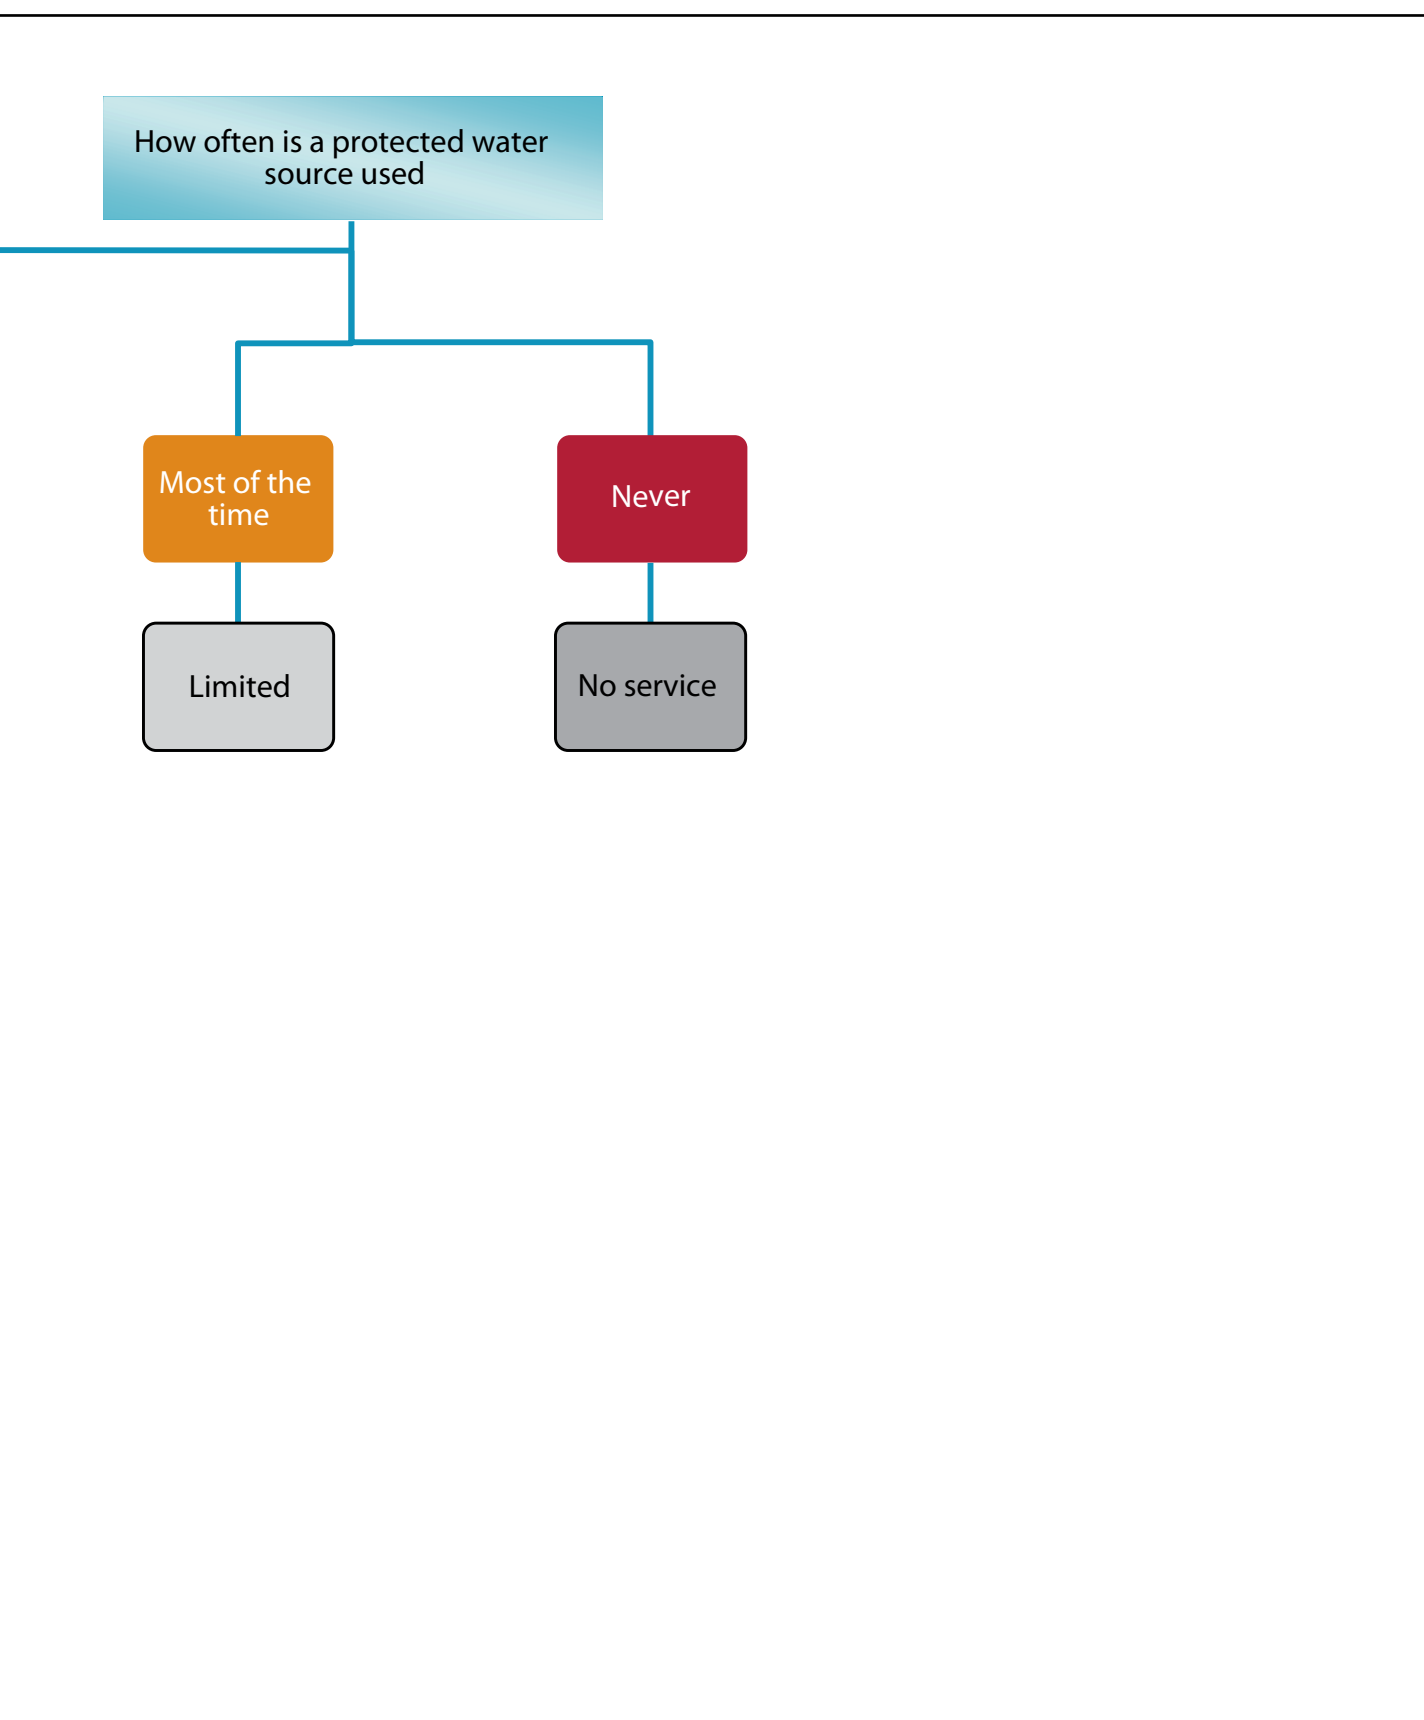 How often is a protected water
source used
Most of the
time
Never
Limited
No service